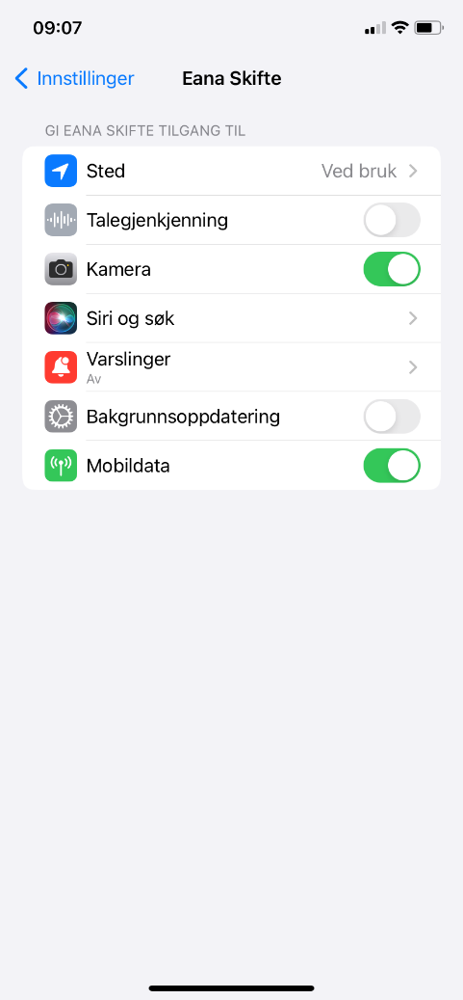 09:07
Innstillinger
Eana Skifte
GI EANA SKIFTE TILGANG TIL
Sted
Ved bruk
Talegjenkjenning
Kamera
Siri og søk
Varslinger
Av
Bakgrunnsoppdatering
Mobildata